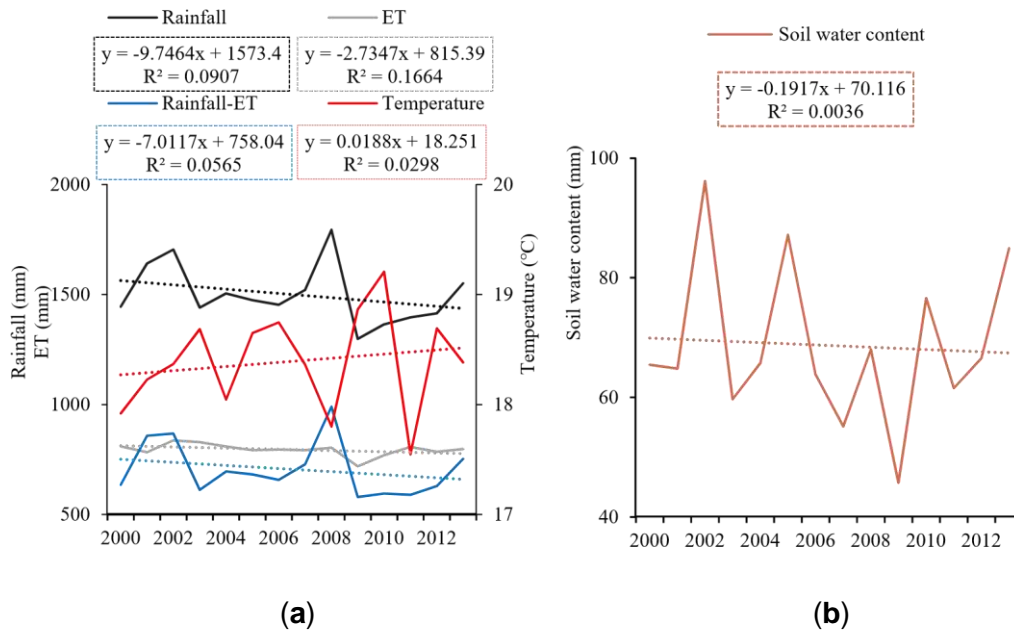 Rainfall ET
y = -9.7464x + 1573.4 y = -2.7347x + 815.39
R² = 0.0907 R² = 0.1664
Rainfall-ET Temperature
y = -7.0117x + 758.04 y = 0.0188x + 18.251
R² = 0.0565 R² = 0.0298
2000 20
1500 19
1000 18
500 17
Rainfall (mm)
ET (mm)
Temperature (°C)
2000 2002 2004 2006 2008 2010 2012
(a)
Soil water content
y = -0.1917x + 70.116
R² = 0.0036
100
80
60
40
Soil water content (mm)
2000 2002 2004 2006 2008 2010 2012
(b)